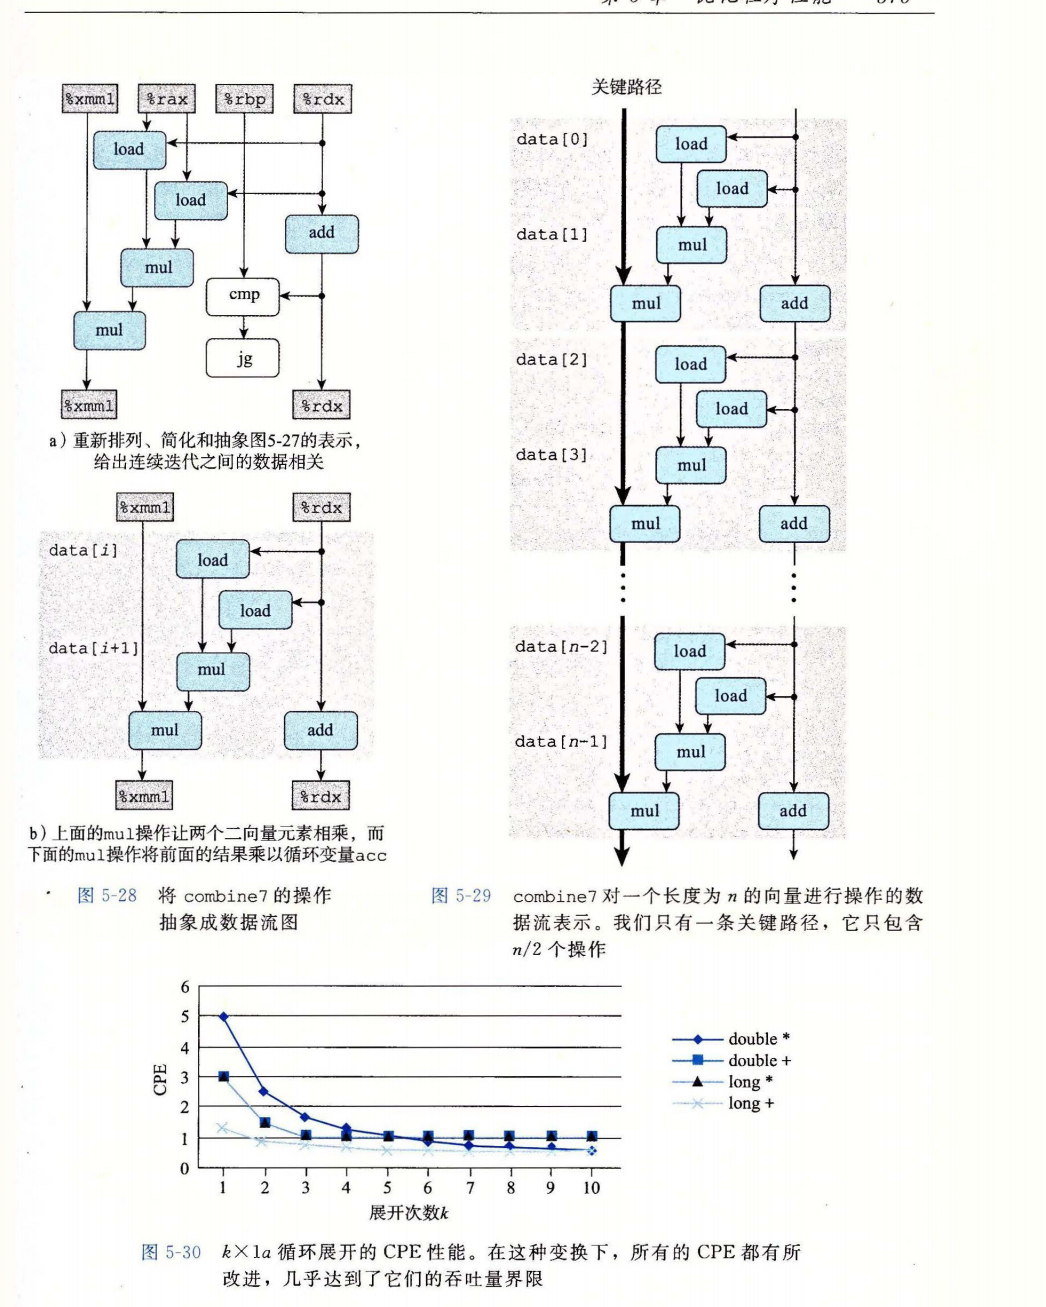 %xmm1 %rax %rbp %rdx
load
load
add
mul
cmp
mul
jg
%xmm1 %rdx
a）重新排列、简化和抽象图5-27的表示，
给出连续迭代之间的数据相关
%xmm1 %rdx
data[i]
load
load
data[i+1]
mul
mul add
%xmm1 %rdx
b）上面的mul操作让两个二向量元素相乘，而
下面的mul操作将前面的结果乘以循环变量acc
图 5-28 将 combine7 的操作
抽象成数据流图
关键路径
data[0]
load
load
data[1]
mul
mul add
data[2]
load
load
data[3]
mul
mul add
data[n-2]
load
load
data[n-1]
mul
mul add
图 5-29 combine7 对一个长度为 n 的向量进行操作的数
据流表示。我们只有一条关键路径，它只包含
n/2 个操作
6
5
4
3
2
1
0
CPE
1 2 3 4 5 6 7 8 9 10
展开次数k
double *
double +
long *
long +
图 5-30 k×1a 循环展开的 CPE 性能。在这种变换下，所有的 CPE 都有所
改进，几乎达到了它们的吞吐量界限